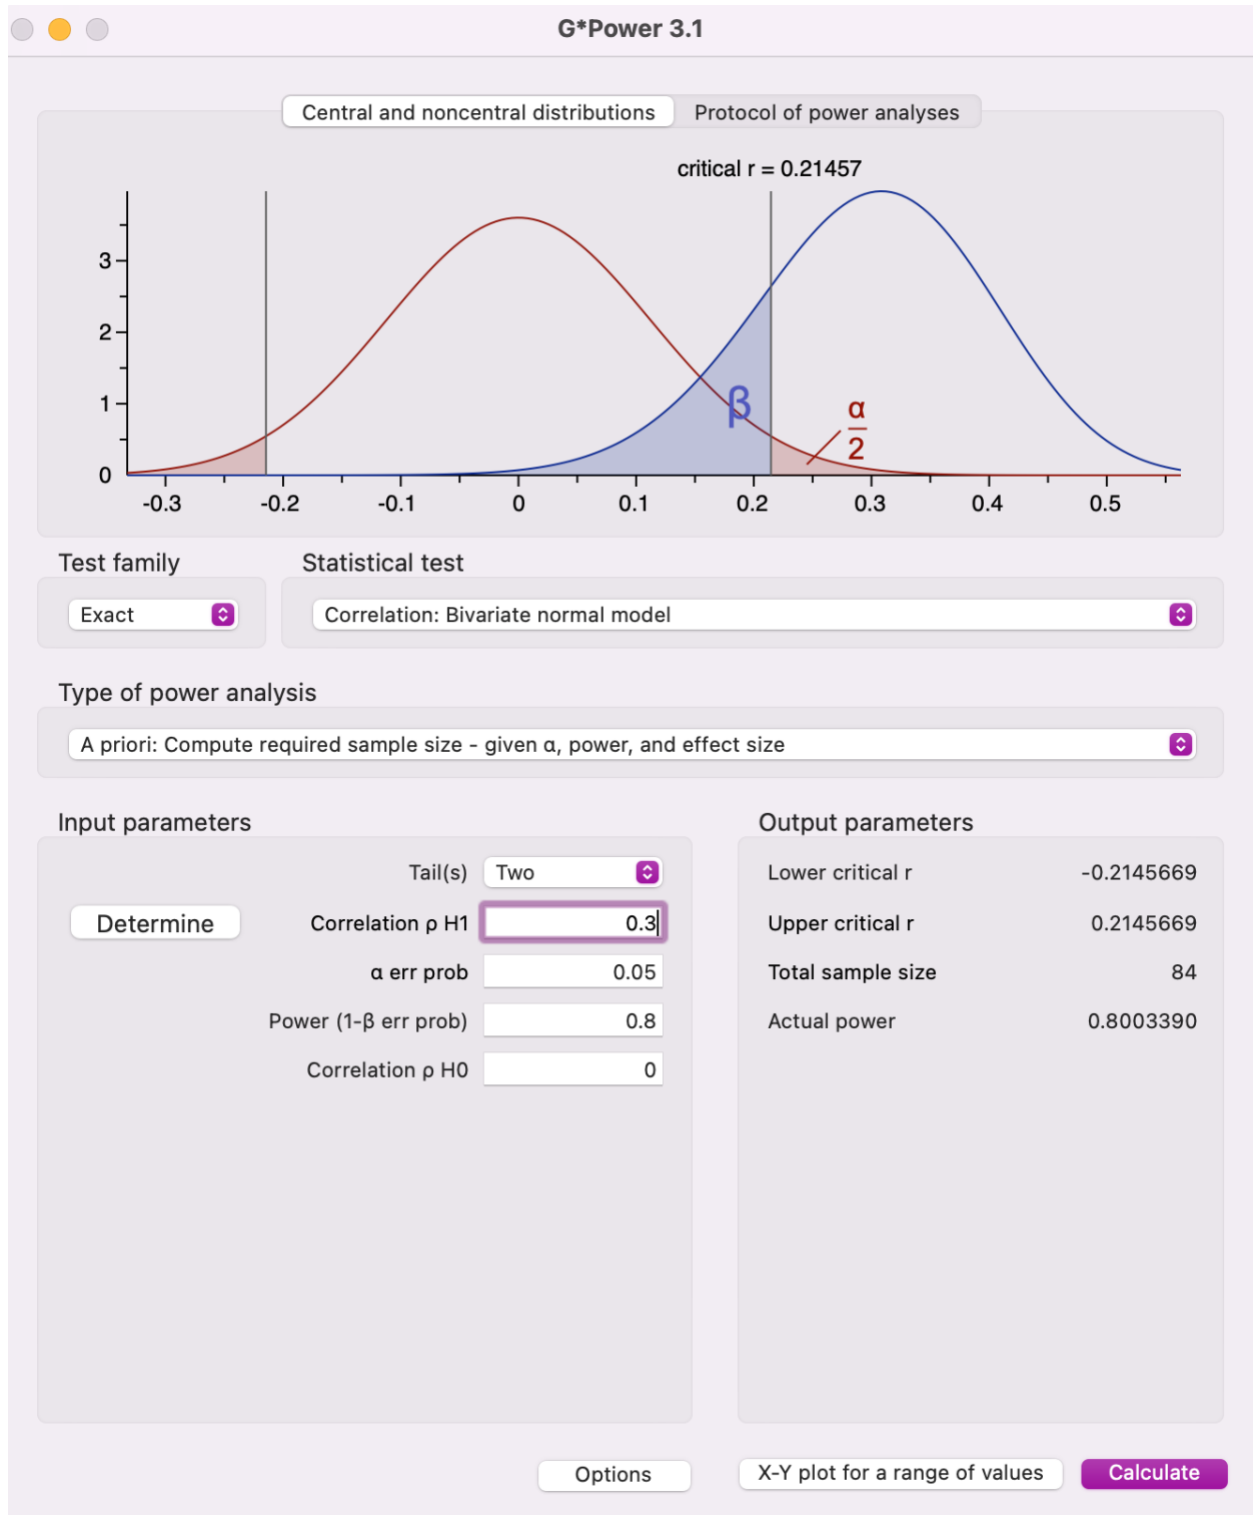 G*Power 3.1
Central and noncentral distributions Protocol of power analyses
critical r = 0.21457
3
2
1
0
β
α
2
-0.3 -0.2 -0.1 0 0.1 0.2 0.3 0.4 0.5
Test family Statistical test
Exact Correlation: Bivariate normal model
Type of power analysis
A priori: Compute required sample size - given α, power, and effect size
Input parameters
Tail(s) Two
Determine Correlation ρ H1 0.3
α err prob 0.05
Power (1-β err prob) 0.8
Correlation ρ H0 0
Output parameters
Lower critical r -0.2145669
Upper critical r 0.2145669
Total sample size 84
Actual power 0.8003390
Options X-Y plot for a range of values Calculate